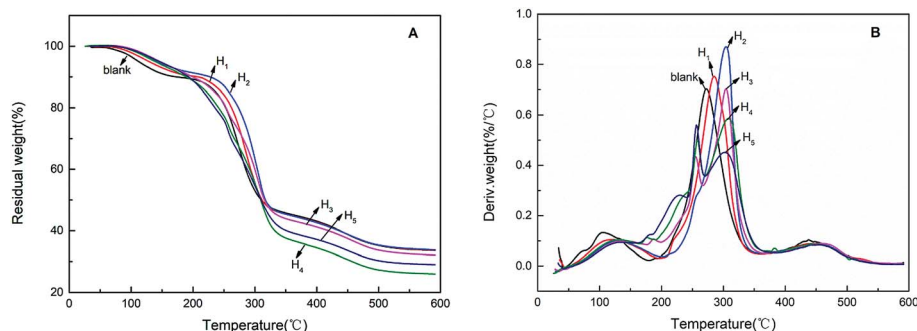 A
100
80
60
40
20
0 100 200 300 400 500 600
Residual weight(%)
Temperature(℃)
blank
H1
H2
H3
H5
H4
B
1.0
0.8
0.6
0.4
0.2
0.0
0 100 200 300 400 500 600
Deriv.weight(%/℃)
Temperature(℃)
blank
H1
H2
H3
H4
H5